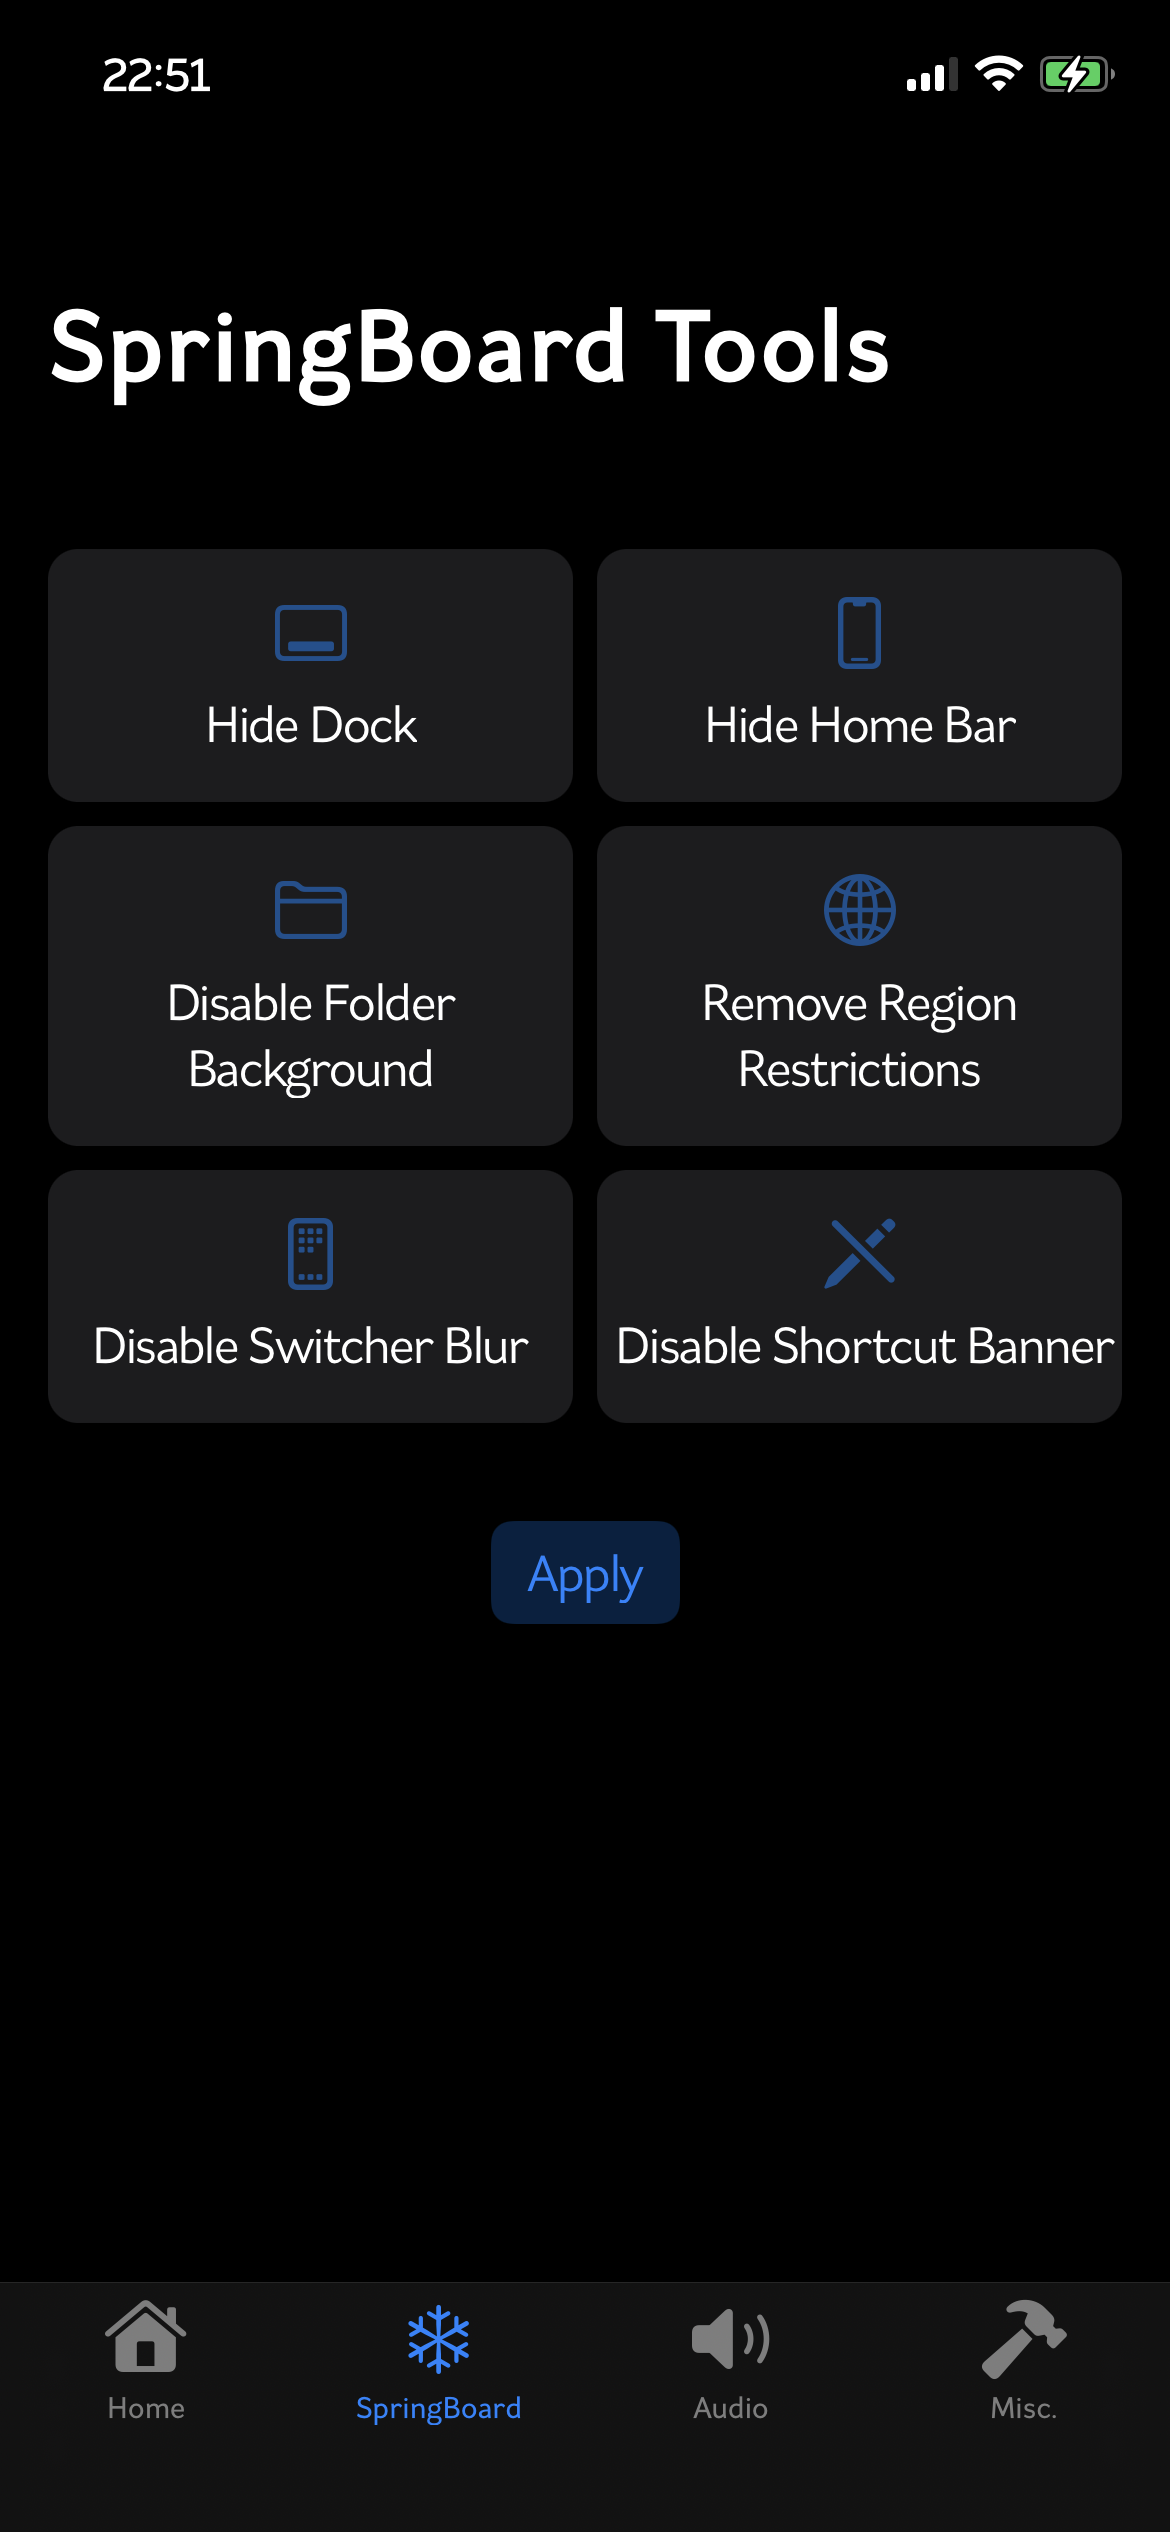 22:51
SpringBoard Tools
Hide Dock
Hide Home Bar
Disable Folder
Background
Remove Region
Restrictions
Disable Switcher Blur
Disable Shortcut Banner
Apply
Home
SpringBoard
Audio
Misc.